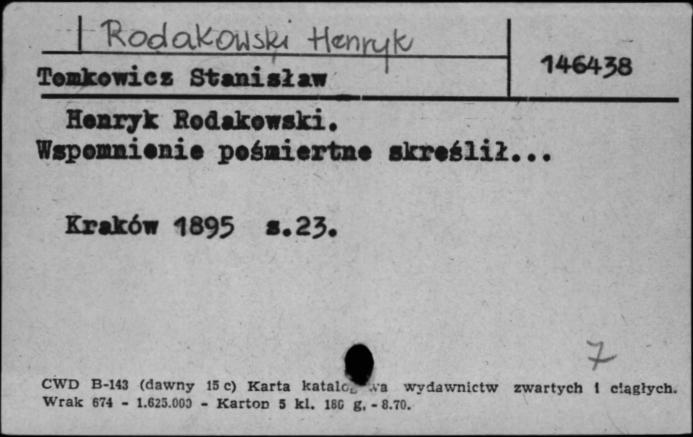 Rodakowski Henryk
146438
Tomkowicz Stanisław
Henryk Rodakowski.
Wspomnienie pośmiertne skreślił...
Kraków 1895 s.23.
7
CWD B-143 (dawny 15 c) Karta wydawnictw zwartych i ciągłych.
Wrak 674 - 1.625.000 - Karton 5 kl. 180 g. - 8.70.